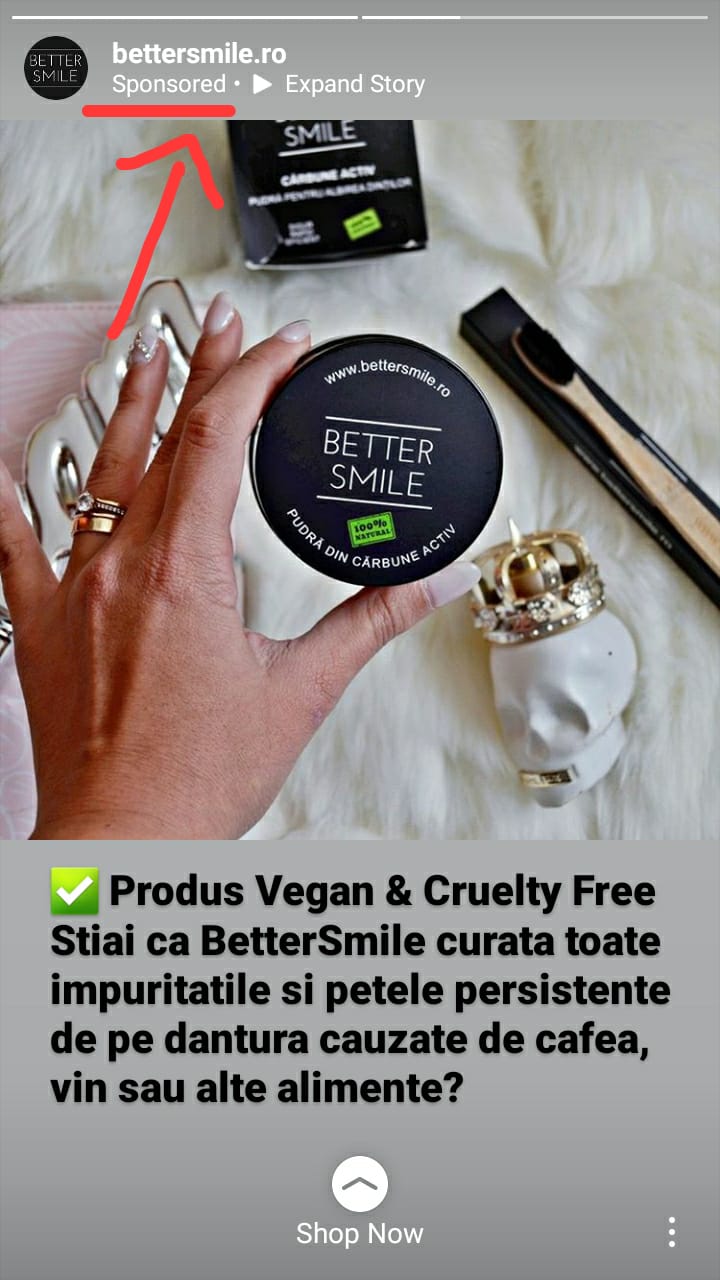 BETTER
SMILE
bettersmile.ro
Sponsored • Expand Story
SMILE
CĂRBUNE ACTIV
PUDRĂ PENTRU ALBIREA DINȚILOR
www.bettersmile.ro
BETTER
SMILE
100%
NATURAL
PUDRĂ DIN CĂRBUNE ACTIV
✅ Produs Vegan & Cruelty Free
Stiai ca BetterSmile curata toate
impuritatile si petele persistente
de pe dantura cauzate de cafea,
vin sau alte alimente?
Shop Now